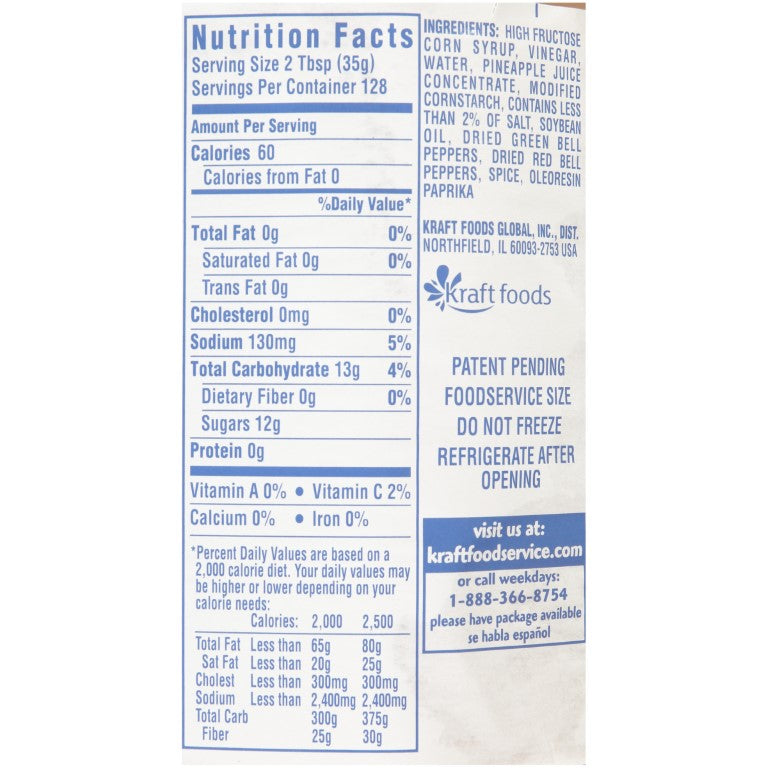 Nutrition Facts
Serving Size 2 Tbsp (35g)
Servings Per Container 128
Amount Per Serving
Calories 60
Calories from Fat 0
%Daily Value*
Total Fat 0g 0%
Saturated Fat 0g 0%
Trans Fat 0g
Cholesterol 0mg 0%
Sodium 130mg 5%
Total Carbohydrate 13g 4%
Dietary Fiber 0g 0%
Sugars 12g
Protein 0g
Vitamin A 0% • Vitamin C 2%
Calcium 0% • Iron 0%
*Percent Daily Values are based on a
2,000 calorie diet. Your daily values may
be higher or lower depending on your
calorie needs:
Calories: 2,000 2,500
Total Fat Less than 65g 80g
Sat Fat Less than 20g 25g
Cholest Less than 300mg 300mg
Sodium Less than 2,400mg 2,400mg
Total Carb 300g 375g
Fiber 25g 30g
INGREDIENTS: HIGH FRUCTOSE
CORN SYRUP, VINEGAR,
WATER, PINEAPPLE JUICE
CONCENTRATE, MODIFIED
CORNSTARCH, CONTAINS LESS
THAN 2% OF SALT, SOYBEAN
OIL, DRIED GREEN BELL
PEPPERS, DRIED RED BELL
PEPPERS, SPICE, OLEORESIN
PAPRIKA
KRAFT FOODS GLOBAL, INC., DIST.
NORTHFIELD, IL 60093-2753 USA
kraft foods
PATENT PENDING
FOODSERVICE SIZE
DO NOT FREEZE
REFRIGERATE AFTER
OPENING
visit us at:
kraftfoodservice.com
or call weekdays:
1-888-366-8754
please have package available
se habla español